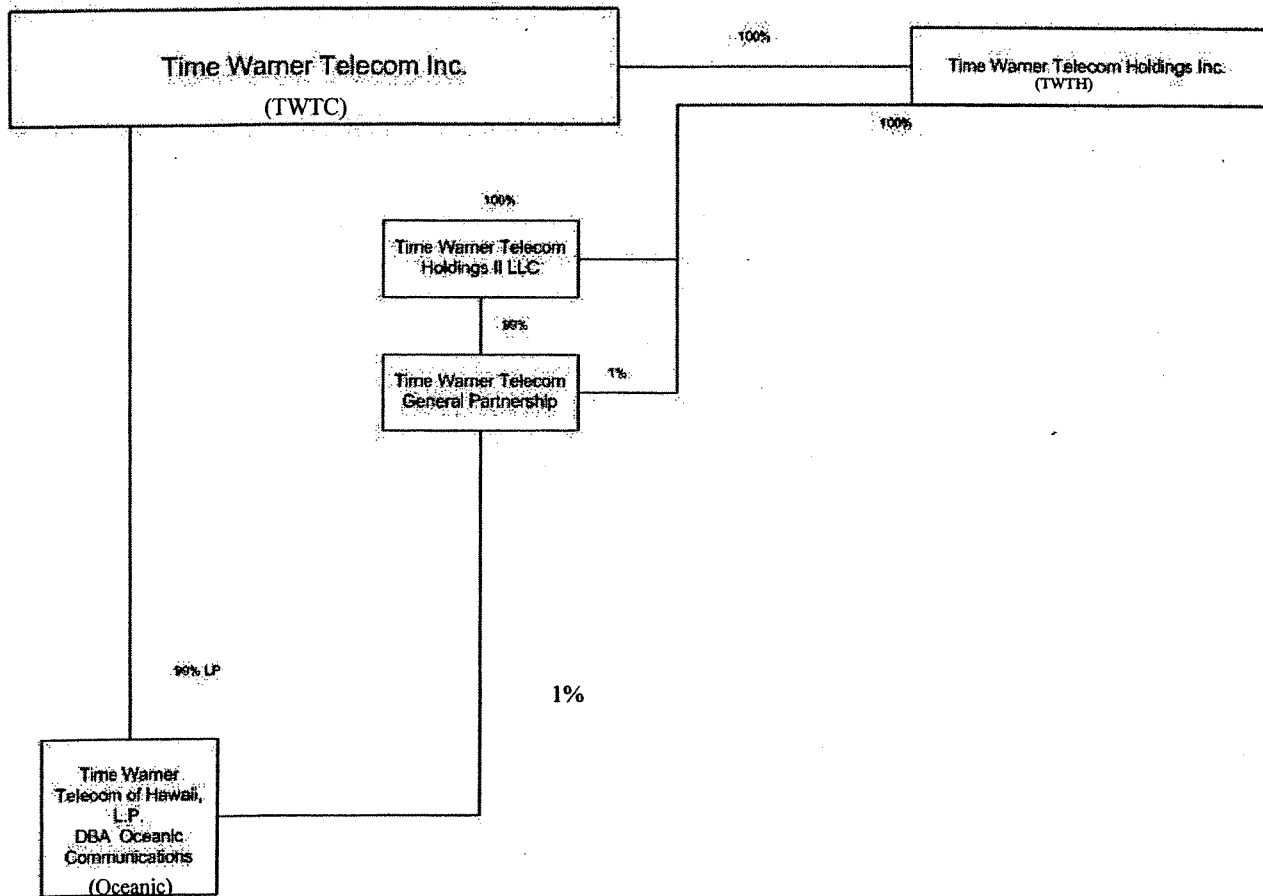 Time Warner Telecom Inc.
(TWTC)
100%
Time Warner Telecom Holdings Inc.
(TWTH)
100%
100%
Time Warner Telecom
Holdings II LLC
99%
Time Warner Telecom
General Partnership
1%
99% LP
1%
Time Warner
Telecom of Hawaii,
L.P.
DBA Oceanic
Communications
(Oceanic)